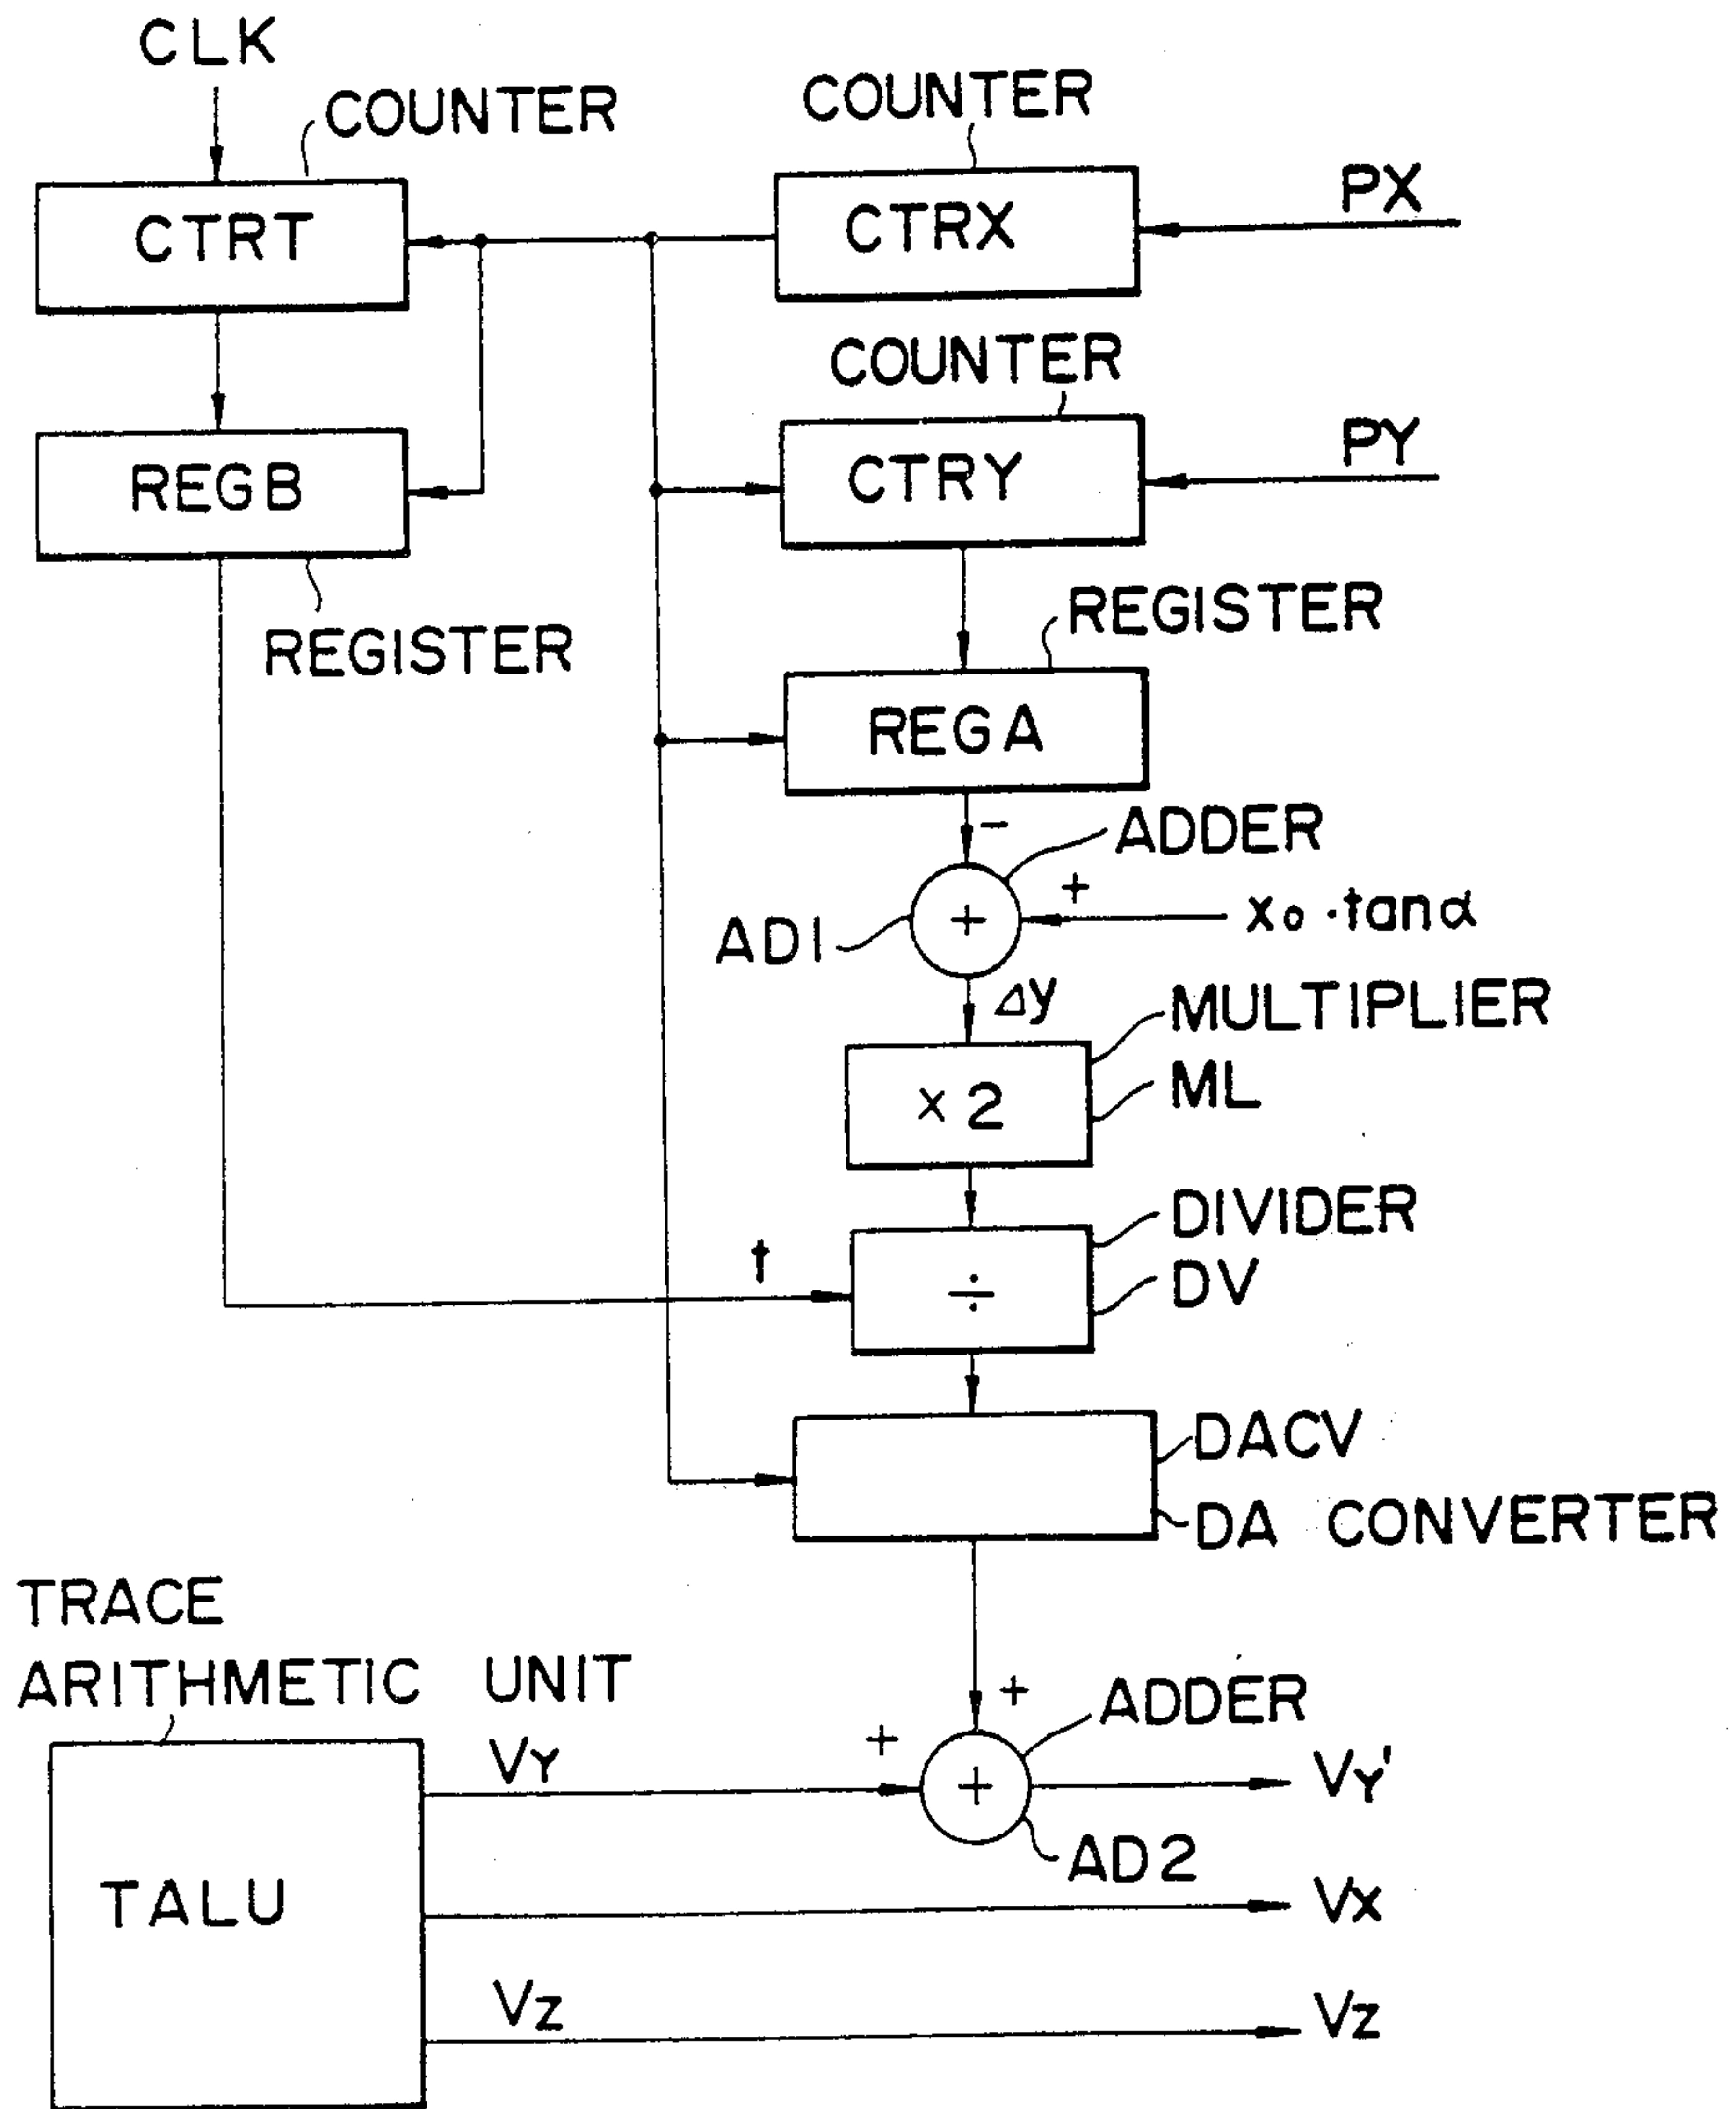 CLK
COUNTER
COUNTER
CTRT
CTRX
PX
COUNTER
REGB
CTRY
PY
REGISTER
REGISTER
REGA
-
ADDER
+
AD1
+
x₀ ·tanα
Δy
MULTIPLIER
×2
ML
DIVIDER
t
÷
DV
DACV
DA CONVERTER
TRACE
ARITHMETIC UNIT
+
ADDER
VY
+
+
VY'
AD2
TALU
VX
VZ
VZ